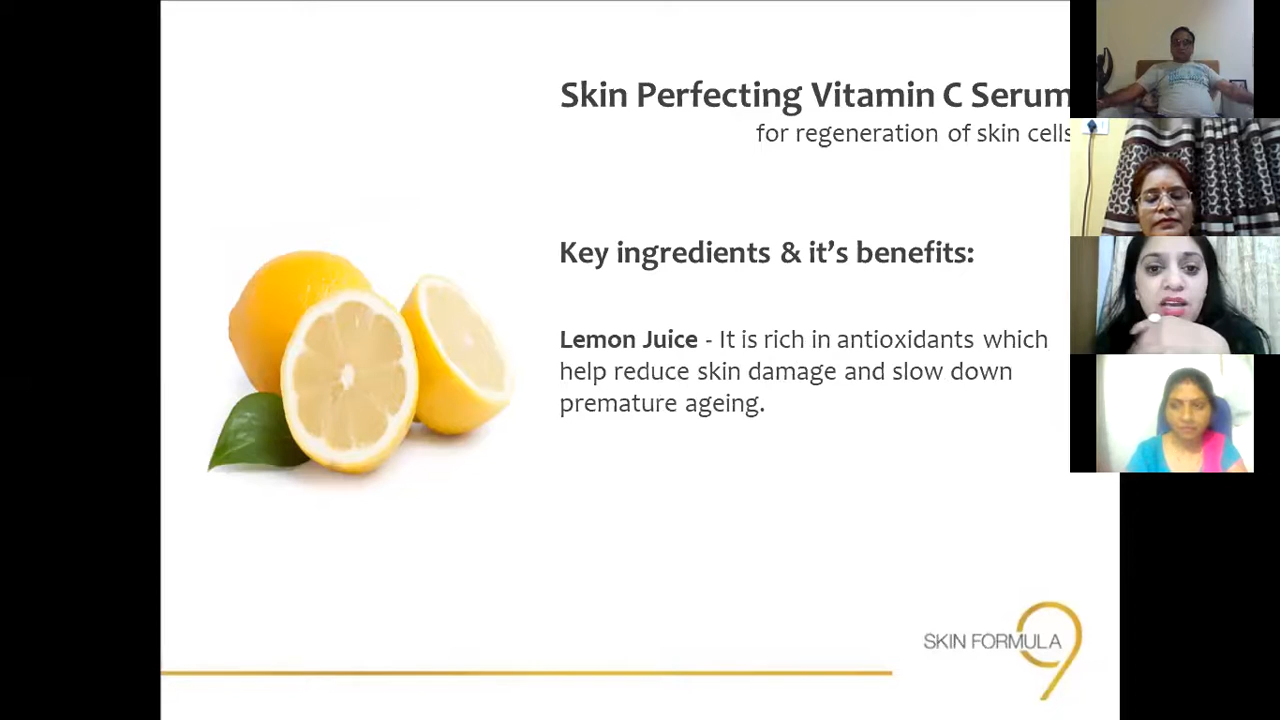 Skin Perfecting Vitamin C Serum
for regeneration of skin cells
Key ingredients & it's benefits:
Lemon Juice - It is rich in antioxidants which
help reduce skin damage and slow down
premature ageing.
SKIN FORMULA 9